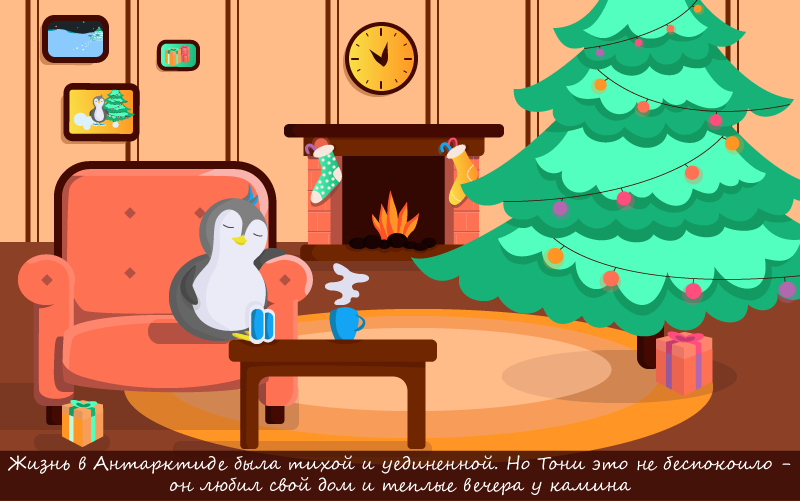 Жизнь в Антарктиде была тихой и уединенной. Но Тони это не беспокоило -
он любил свой дом и теплые вечера у камина